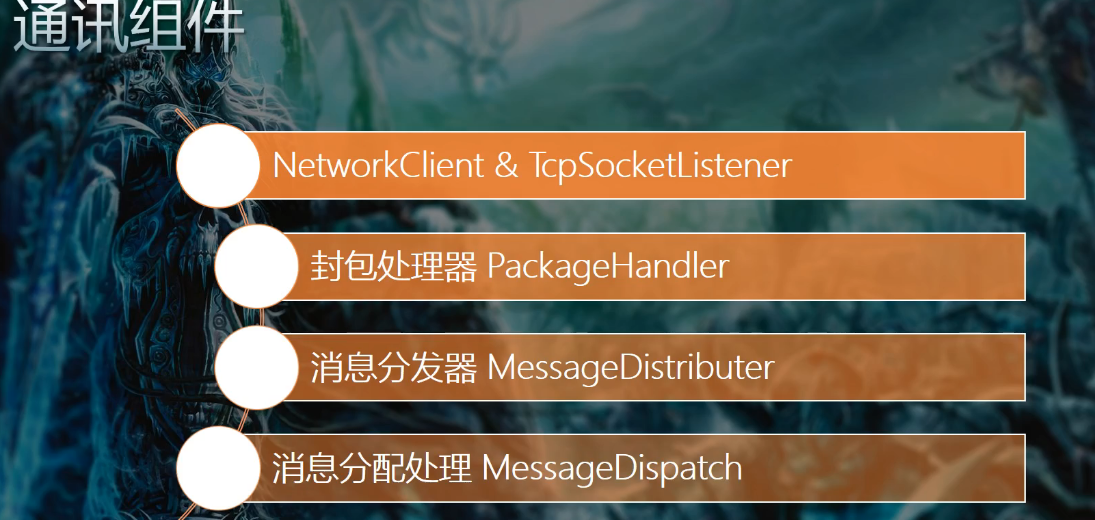 通讯组件
NetworkClient & TcpSocketListener
封包处理器 PackageHandler
消息分发器 MessageDistributer
消息分配处理 MessageDispatch